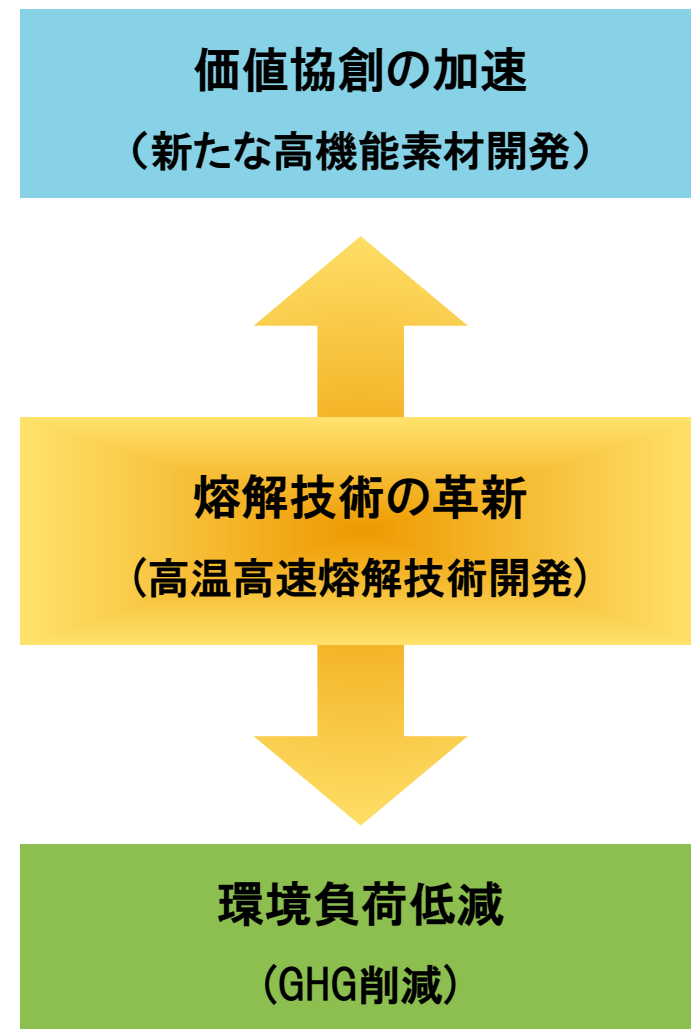 価値協創の加速
（新たな高機能素材開発）
熔解技術の革新
(高温高速熔解技術開発)
環境負荷低減
(GHG削減)